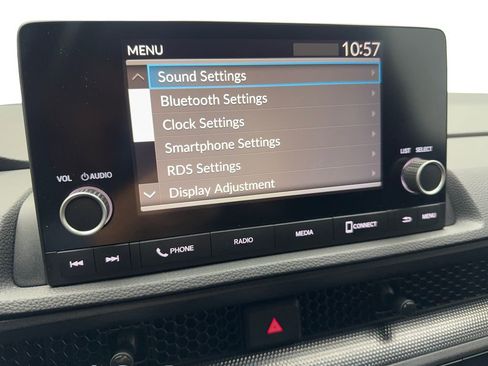 MENU 10:57
Sound Settings
Bluetooth Settings
Clock Settings
Smartphone Settings
RDS Settings
Display Adjustment
VOL AUDIO
LIST SELECT
PHONE RADIO MEDIA CONNECT MENU